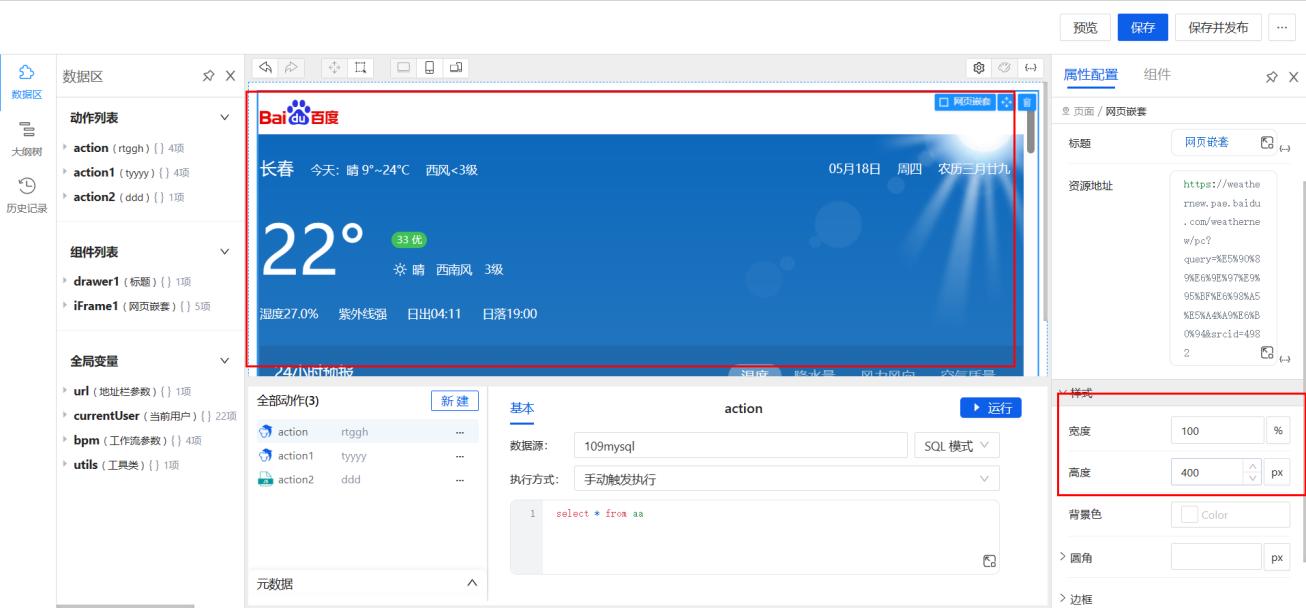 预览
保存
保存并发布
...
数据区
大纲树
历史记录
数据区
动作列表
action（rtggh）{ } 4项
action1（tyyyy）{ } 4项
action2（ddd）{ } 1项
组件列表
drawer1（标题）{ } 1项
iFrame1（网页嵌套）{ } 5项
全局变量
url（地址栏参数）{ } 1项
currentUser（当前用户）{ } 22项
bpm（工作流参数）{ } 4项
utils（工具类）{ } 1项
网页嵌套
Baidu百度
长春 今天：晴 9°~24°C 西风<3级
05月18日 周四 农历三月廿九
22°
33 优
晴 西南风 3级
湿度27.0% 紫外线强 日出04:11 日落19:00
24小时预报
温度 降水量 风力风向 空气质量
全部动作(3)
新 建
action rtggh ...
action1 tyyyy ...
action2 ddd ...
元数据
基本
action
运行
数据源：
109mysql
SQL 模式
执行方式：
手动触发执行
1 select * from aa
属性配置 组件
页面 / 网页嵌套
标题
网页嵌套
资源地址
https://weathe
rnew.pae.baidu
.com/weatherne
w/pc?
query=%E5%90%8
9%E6%9E%97%E9%
95%BF%E6%98%A5
%E5%A4%A9%E6%B
0%94&srcid=498
2
样式
宽度
100 %
高度
400 px
背景色
Color
圆角
px
边框